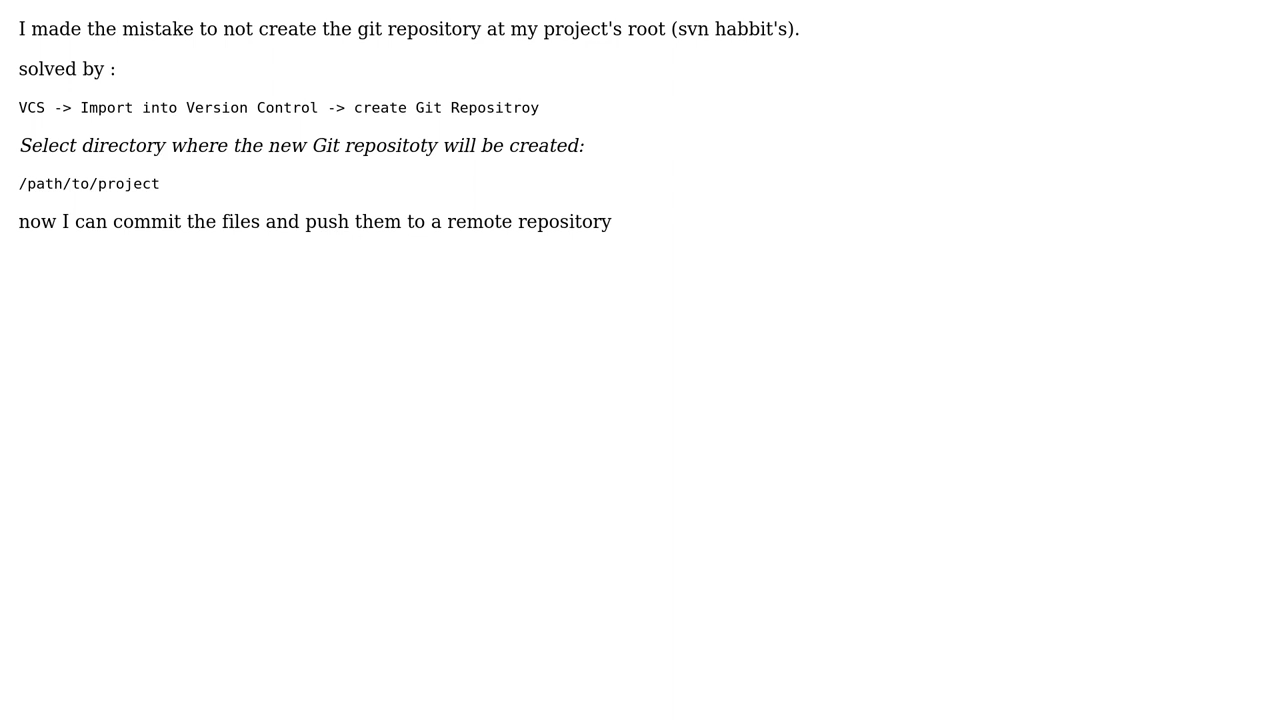 I made the mistake to not create the git repository at my project's root (svn habbit's).
solved by :
VCS -> Import into Version Control -> create Git Repositroy
Select directory where the new Git repositoty will be created:
/path/to/project
now I can commit the files and push them to a remote repository